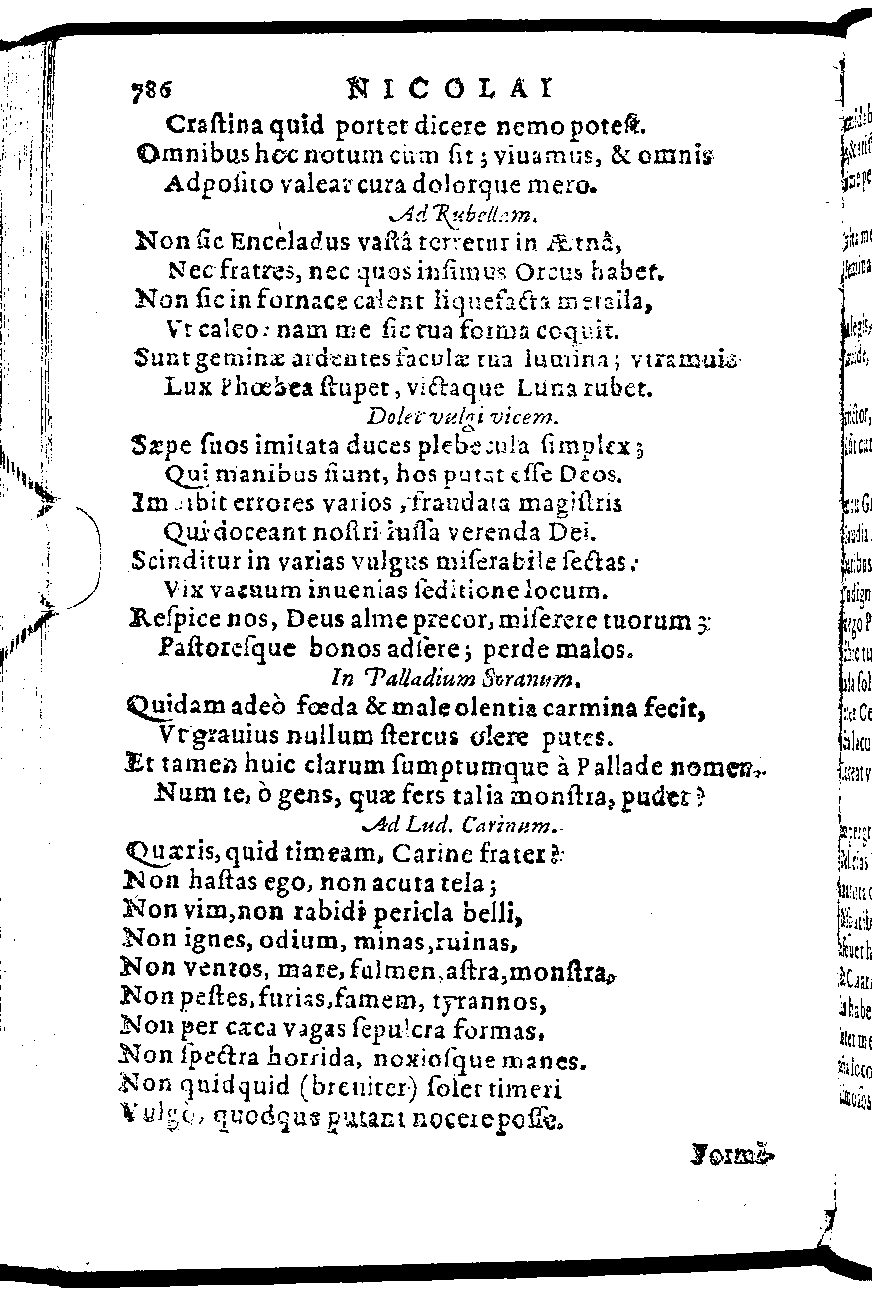 786 NICOLAI
Craſtina quid portet dicere nemo poteſt.
Omnibus hoc notum cum ſit; viuamus, & omnis
Adpoſito valeat cura dolorque mero.
Ad Rubellam.
Non ſic Enceladus vaſtâ terretur in Ætnâ,
Nec fratres, nec quos inſimus Orcus habet.
Non ſic in fornace calent liquefacta metalla,
Vt caleo: nam me ſic tua forma coquit.
Sunt geminæ ardentes faculæ tua lumina; vtramuis
Lux Phœbea ſtupet, victaque Luna rubet.
Dolet vulgi vicem.
Sæpe ſuos imitata duces plebecula ſimplex;
Qui manibus fiunt, hos putat eſſe Deos.
Imbibit errores varios, fraudata magiſtris
Qui doceant noſtri iuſſa verenda Dei.
Scinditur in varias vulgus miſerabile ſectas:
Vix vacuum inuenias ſeditione locum.
Reſpice nos, Deus alme precor, miſerere tuorum;
Paſtoreſque bonos adſere; perde malos.
In Palladium Soranum.
Quidam adeò fœda & male olentia carmina fecit,
Vt grauius nullum ſtercus olere putes.
Et tamen huic clarum ſumptumque à Pallade nomen.
Num te, ò gens, quæ fers talia monſtra, pudet?
Ad Lud. Carinum.
Quæris, quid timeam, Carine frater?
Non haſtas ego, non acuta tela;
Non vim, non rabidi pericla belli,
Non ignes, odium, minas, ruinas,
Non ventos, mare, fulmen, aſtra, monſtra,
Non peſtes, furias, famem, tyrannos,
Non per cæca vagas ſepulcra formas,
Non ſpectra horrida, noxioſque manes.
Non quidquid (breuiter) ſolet timeri
Vulgò, quodque putant nocere poſſe.
Formã